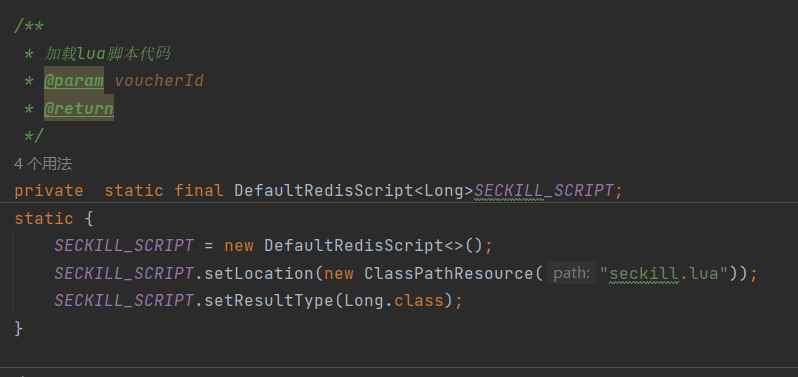 /**
 * 加载lua脚本代码
 * @param voucherId
 * @return
 */
4 个用法
private  static final DefaultRedisScript<Long>SECKILL_SCRIPT;
static {
    SECKILL_SCRIPT = new DefaultRedisScript<>();
    SECKILL_SCRIPT.setLocation(new ClassPathResource( path: "seckill.lua"));
    SECKILL_SCRIPT.setResultType(Long.class);
}